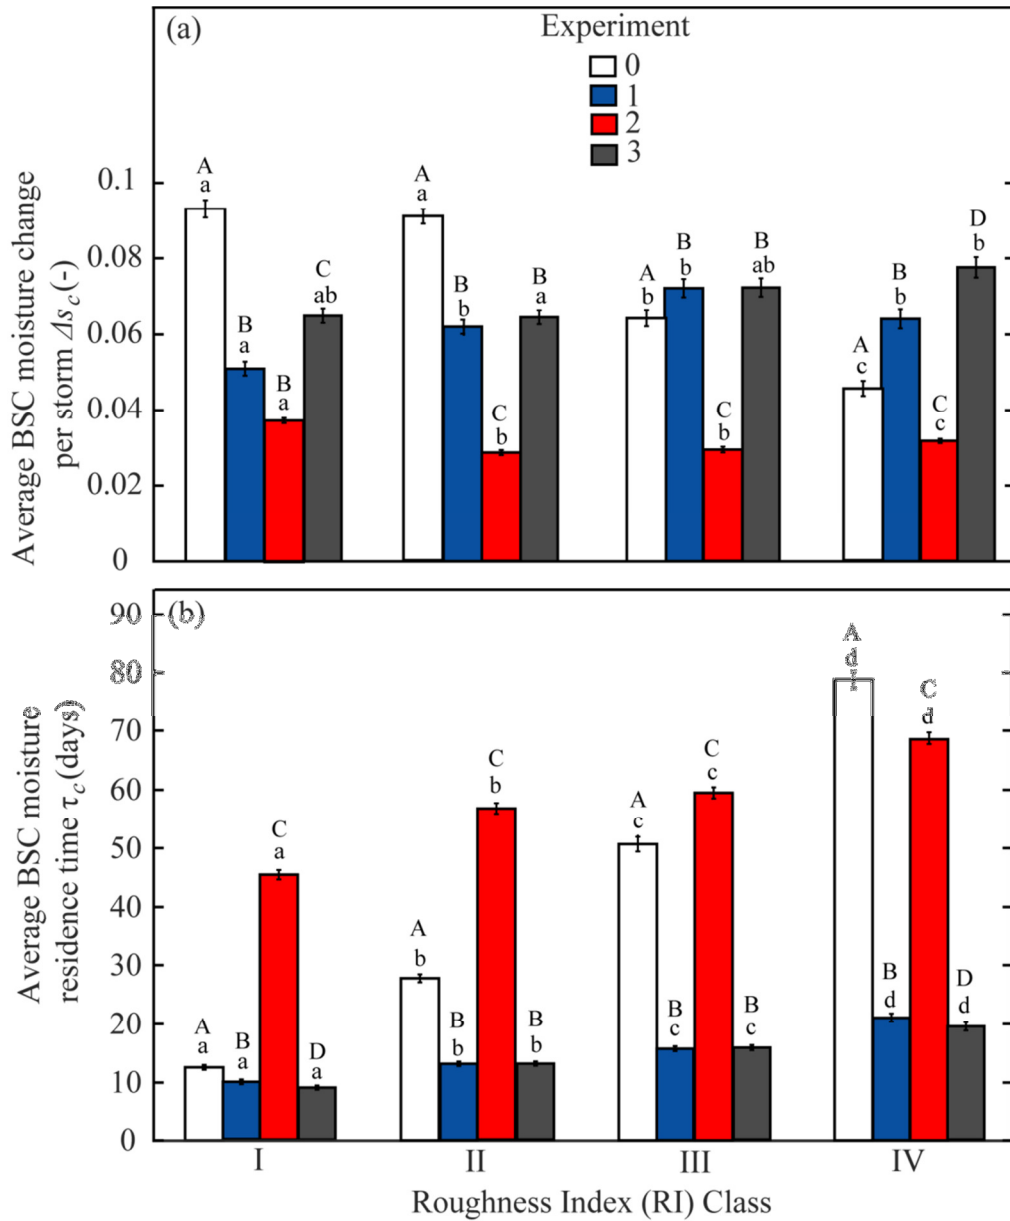 (a)
Experiment
0
1
2
3
Average BSC moisture change
per storm Δs c (-)
0.1
0.08
0.06
0.04
0.02
0
A
a
B
a
B
a
C
ab
A
a
B
b
C
b
B
a
A
b
B
b
C
b
B
ab
A
c
B
b
C
c
D
b
(b)
Average BSC moisture
residence time τc (days)
90
80
70
60
50
40
30
20
10
0
A
a
B
a
C
a
D
a
A
b
B
b
C
b
B
b
A
c
B
c
C
c
B
c
A
d
B
d
C
d
D
d
I
II
III
IV
Roughness Index (RI) Class